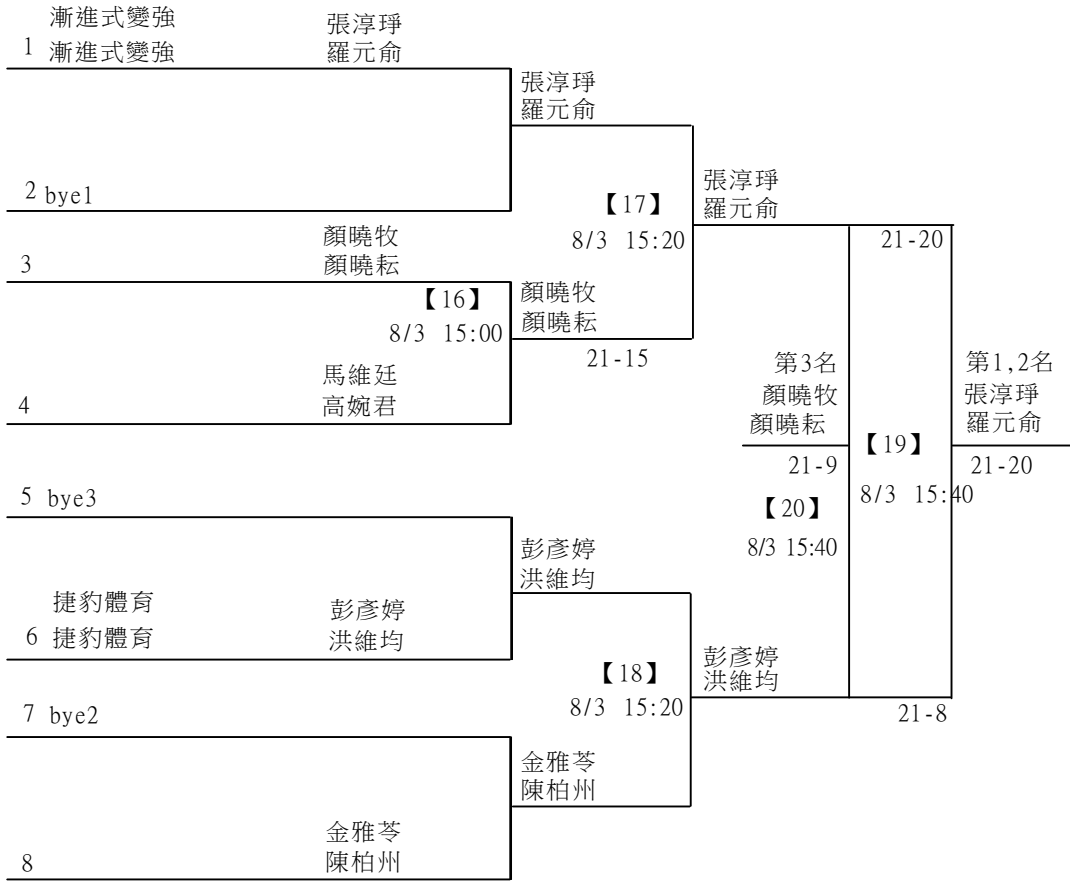 漸進式變強
1 漸進式變強
張淳琤
羅元俞
張淳琤
羅元俞
2 bye1
【17】
8/3 15:20
張淳琤
羅元俞
21-20
3
顏曉牧
顏曉耘
【16】
8/3 15:00
顏曉牧
顏曉耘
21-15
4
馬維廷
高婉君
第3名
顏曉牧
顏曉耘
21-9
【20】
8/3 15:40
【19】
8/3 15:40
第1,2名
張淳琤
羅元俞
21-20
5 bye3
彭彥婷
洪維均
捷豹體育
6 捷豹體育
彭彥婷
洪維均
【18】
8/3 15:20
彭彥婷
洪維均
21-8
7 bye2
金雅苓
陳柏州
8
金雅苓
陳柏州